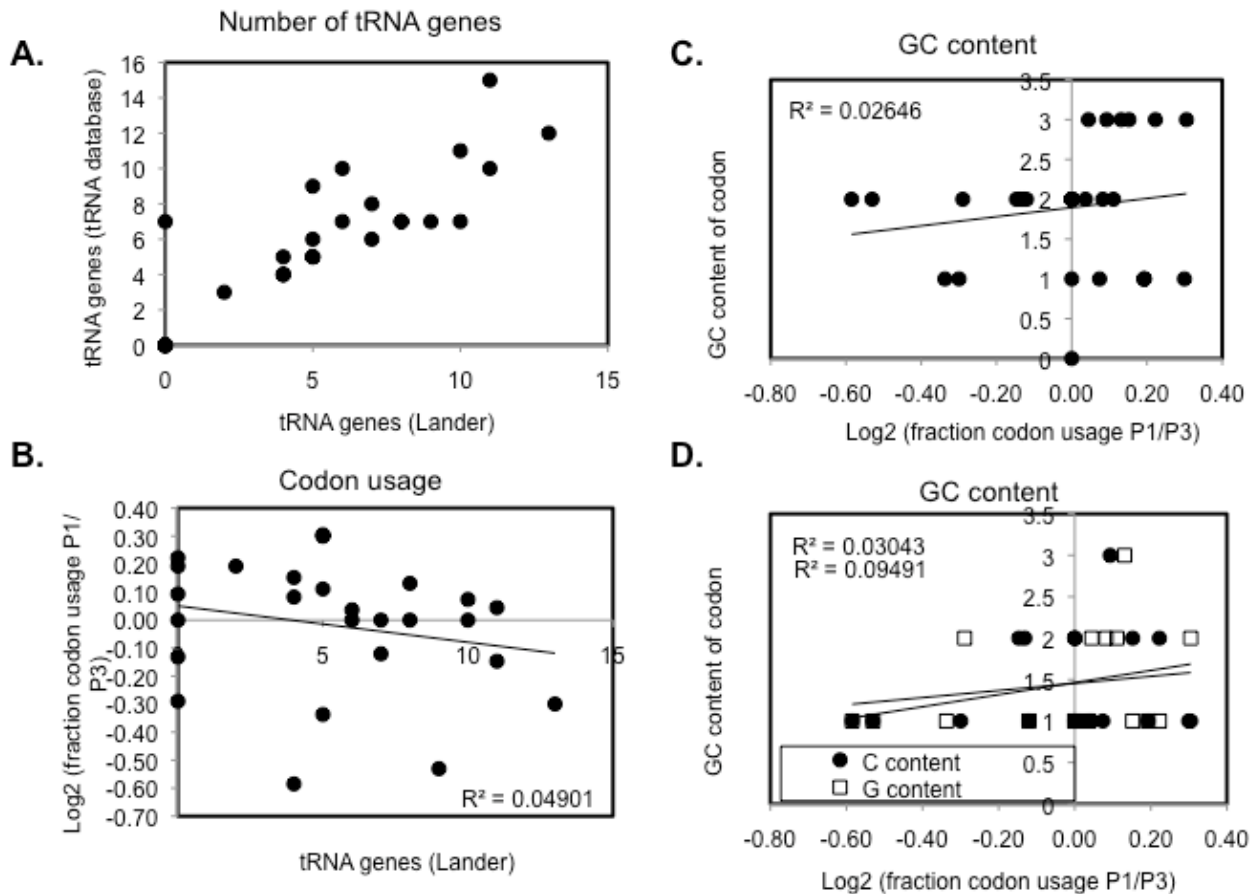 A.
Number of tRNA genes
tRNA genes (tRNA database)
16
14
12
10
8
6
4
2
0
0
5
10
15
tRNA genes (Lander)
B.
Codon usage
Log2 (fraction codon usage P1/
P3)
0.40
0.30
0.20
0.10
0.00
-0.10
-0.20
-0.30
-0.40
-0.50
-0.60
-0.70
5
10
15
R² = 0.04901
tRNA genes (Lander)
C.
GC content
R² = 0.02646
GC content of codon
3.5
3
2.5
2
1.5
1
0.5
0
-0.80
-0.60
-0.40
-0.20
0.00
0.20
0.40
Log2 (fraction codon usage P1/P3)
D.
GC content
R² = 0.03043
R² = 0.09491
GC content of codon
3.5
3
2.5
2
1.5
1
0.5
0
C content
G content
-0.80
-0.60
-0.40
-0.20
0.00
0.20
0.40
Log2 (fraction codon usage P1/P3)